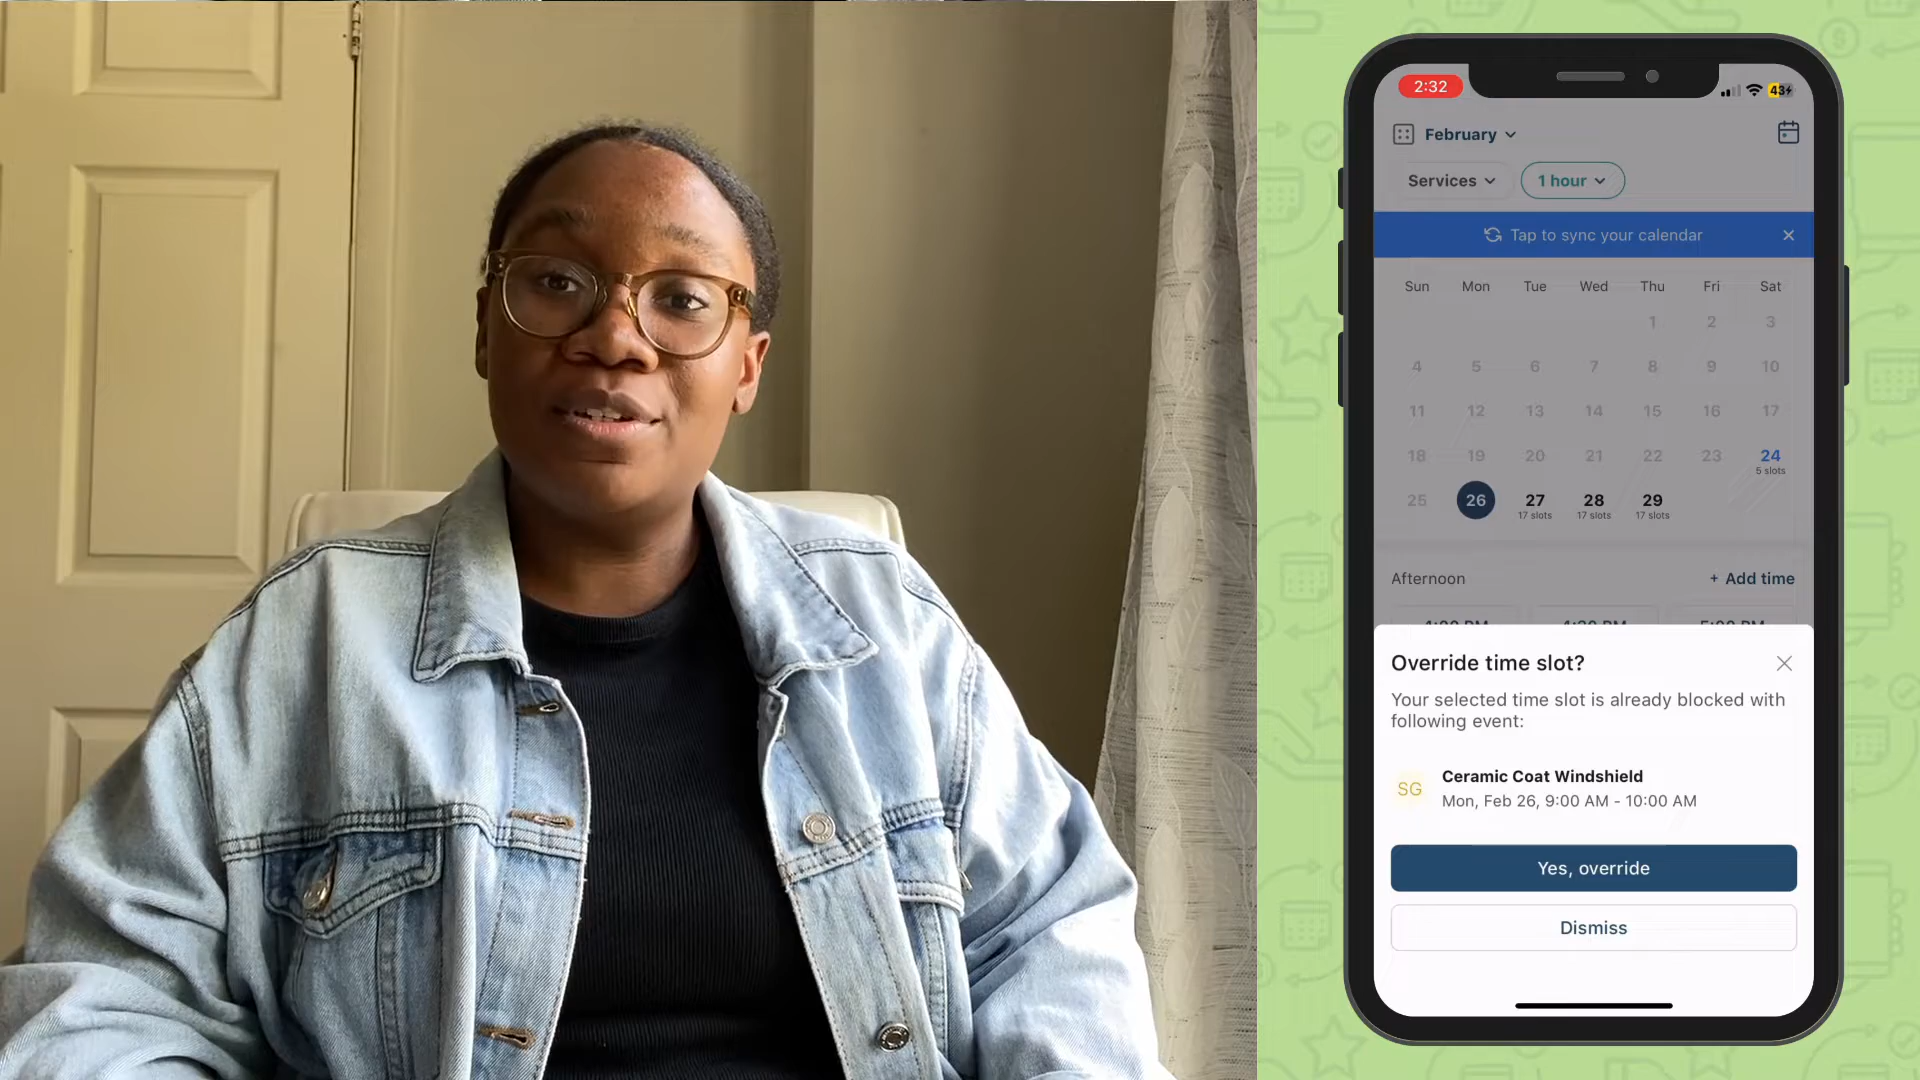 2:32
43
February
Services
1 hour
Tap to sync your calendar
Sun Mon Tue Wed Thu Fri Sat
1 2 3
4 5 6 7 8 9 10
11 12 13 14 15 16 17
18 19 20 21 22 23 24
5 slots
25 26 27 28 29
17 slots 17 slots 17 slots
Afternoon + Add time
Override time slot?
Your selected time slot is already blocked with
following event:
SG
Ceramic Coat Windshield
Mon, Feb 26, 9:00 AM - 10:00 AM
Yes, override
Dismiss